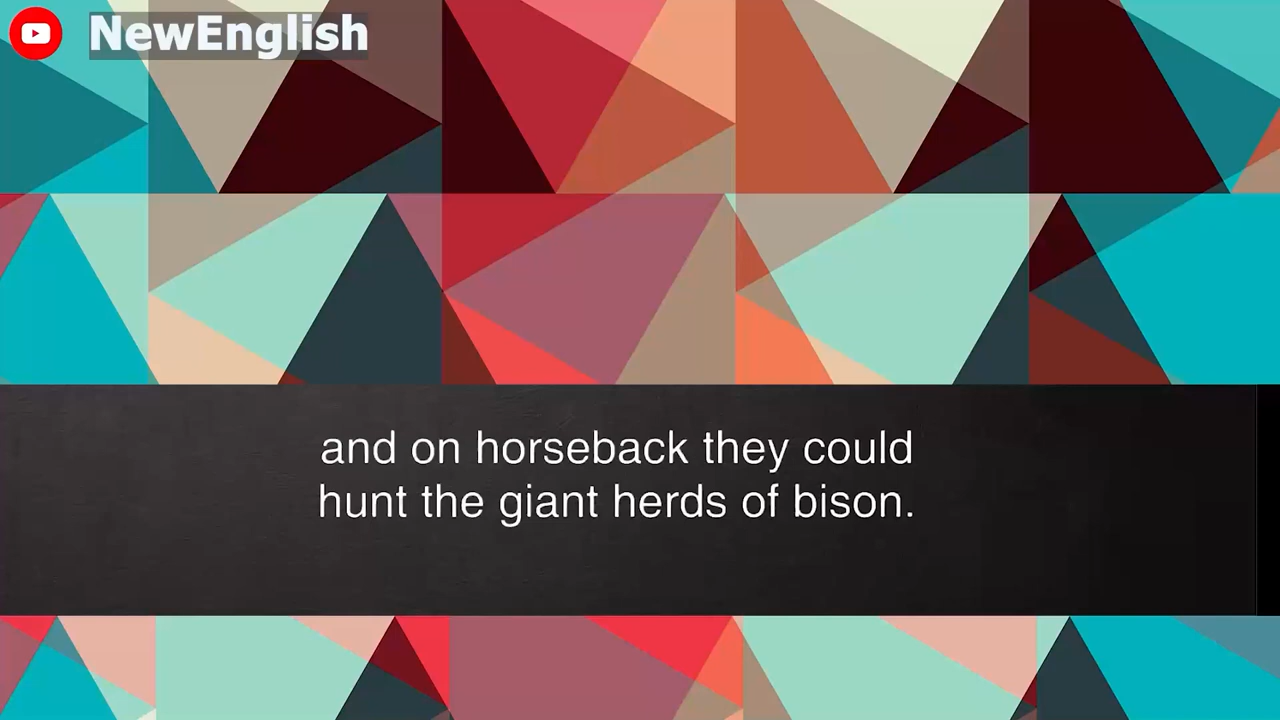 NewEnglish
and on horseback they could
hunt the giant herds of bison.